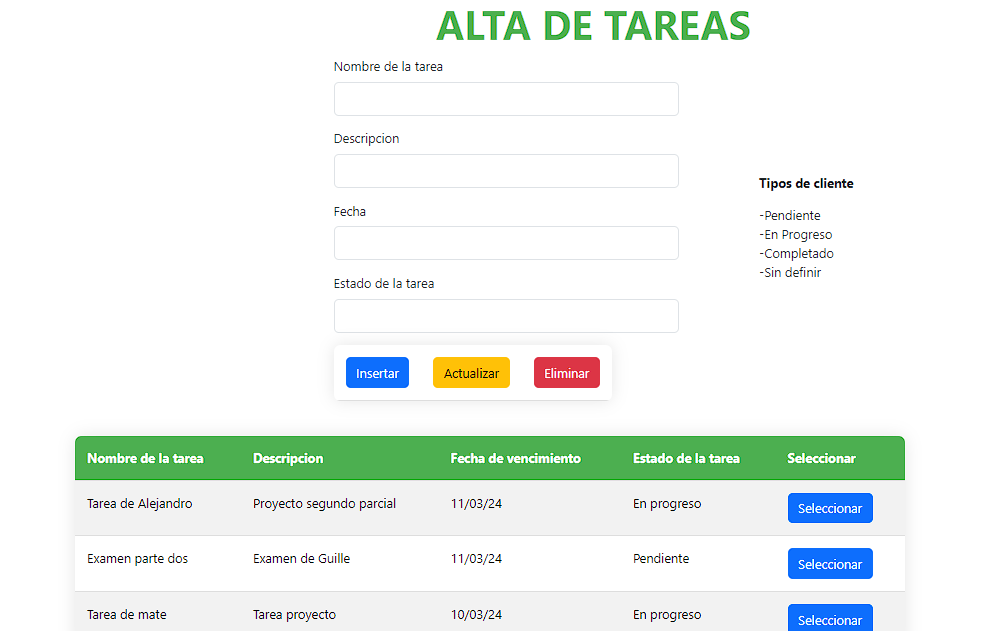 ALTA DE TAREAS
Nombre de la tarea
Descripcion
Fecha
Estado de la tarea
Tipos de cliente
-Pendiente
-En Progreso
-Completado
-Sin definir
Insertar Actualizar Eliminar
Nombre de la tarea Descripcion Fecha de vencimiento Estado de la tarea Seleccionar
Tarea de Alejandro Proyecto segundo parcial 11/03/24 En progreso Seleccionar
Examen parte dos Examen de Guille 11/03/24 Pendiente Seleccionar
Tarea de mate Tarea proyecto 10/03/24 En progreso Seleccionar